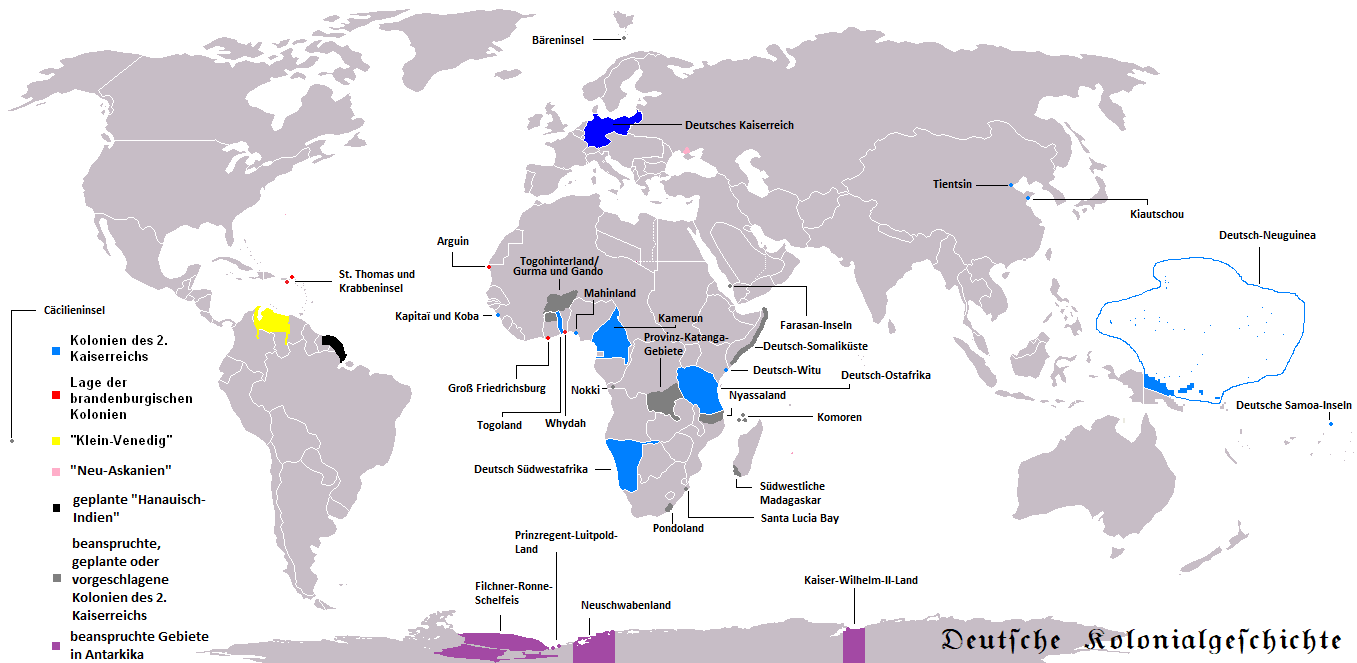 Bäreninsel
Deutsches Kaiserreich
Tientsin
Kiautschou
Deutsch-Neuguinea
Arguin
Togohinterland/
Gurma und Gando
St. Thomas und
Krabbeninsel
Mahinland
Cäcilieninsel
Kapitaï und Koba
Kamerun
Farasan-Inseln
Provinz-Katanga-
Gebiete
Deutsch-Somaliküste
Deutsch-Witu
Deutsch-Ostafrika
Groß Friedrichsburg
Nokki
Nyassaland
Togoland
Whydah
Komoren
Deutsche Samoa-Inseln
Deutsch Südwestafrika
Südwestliche
Madagaskar
Santa Lucia Bay
Pondoland
Prinzregent-Luitpold-
Land
Filchner-Ronne-
Schelfeis
Neuschwabenland
Kaiser-Wilhelm-II-Land
Kolonien des 2.
Kaiserreichs
Lage der
brandenburgischen
Kolonien
"Klein-Venedig"
"Neu-Askanien"
geplante "Hanauisch-
Indien"
beanspruchte,
geplante oder
vorgeschlagene
Kolonien des 2.
Kaiserreichs
beanspruchte Gebiete
in Antarkika
Deutſche Kolonialgeſchichte